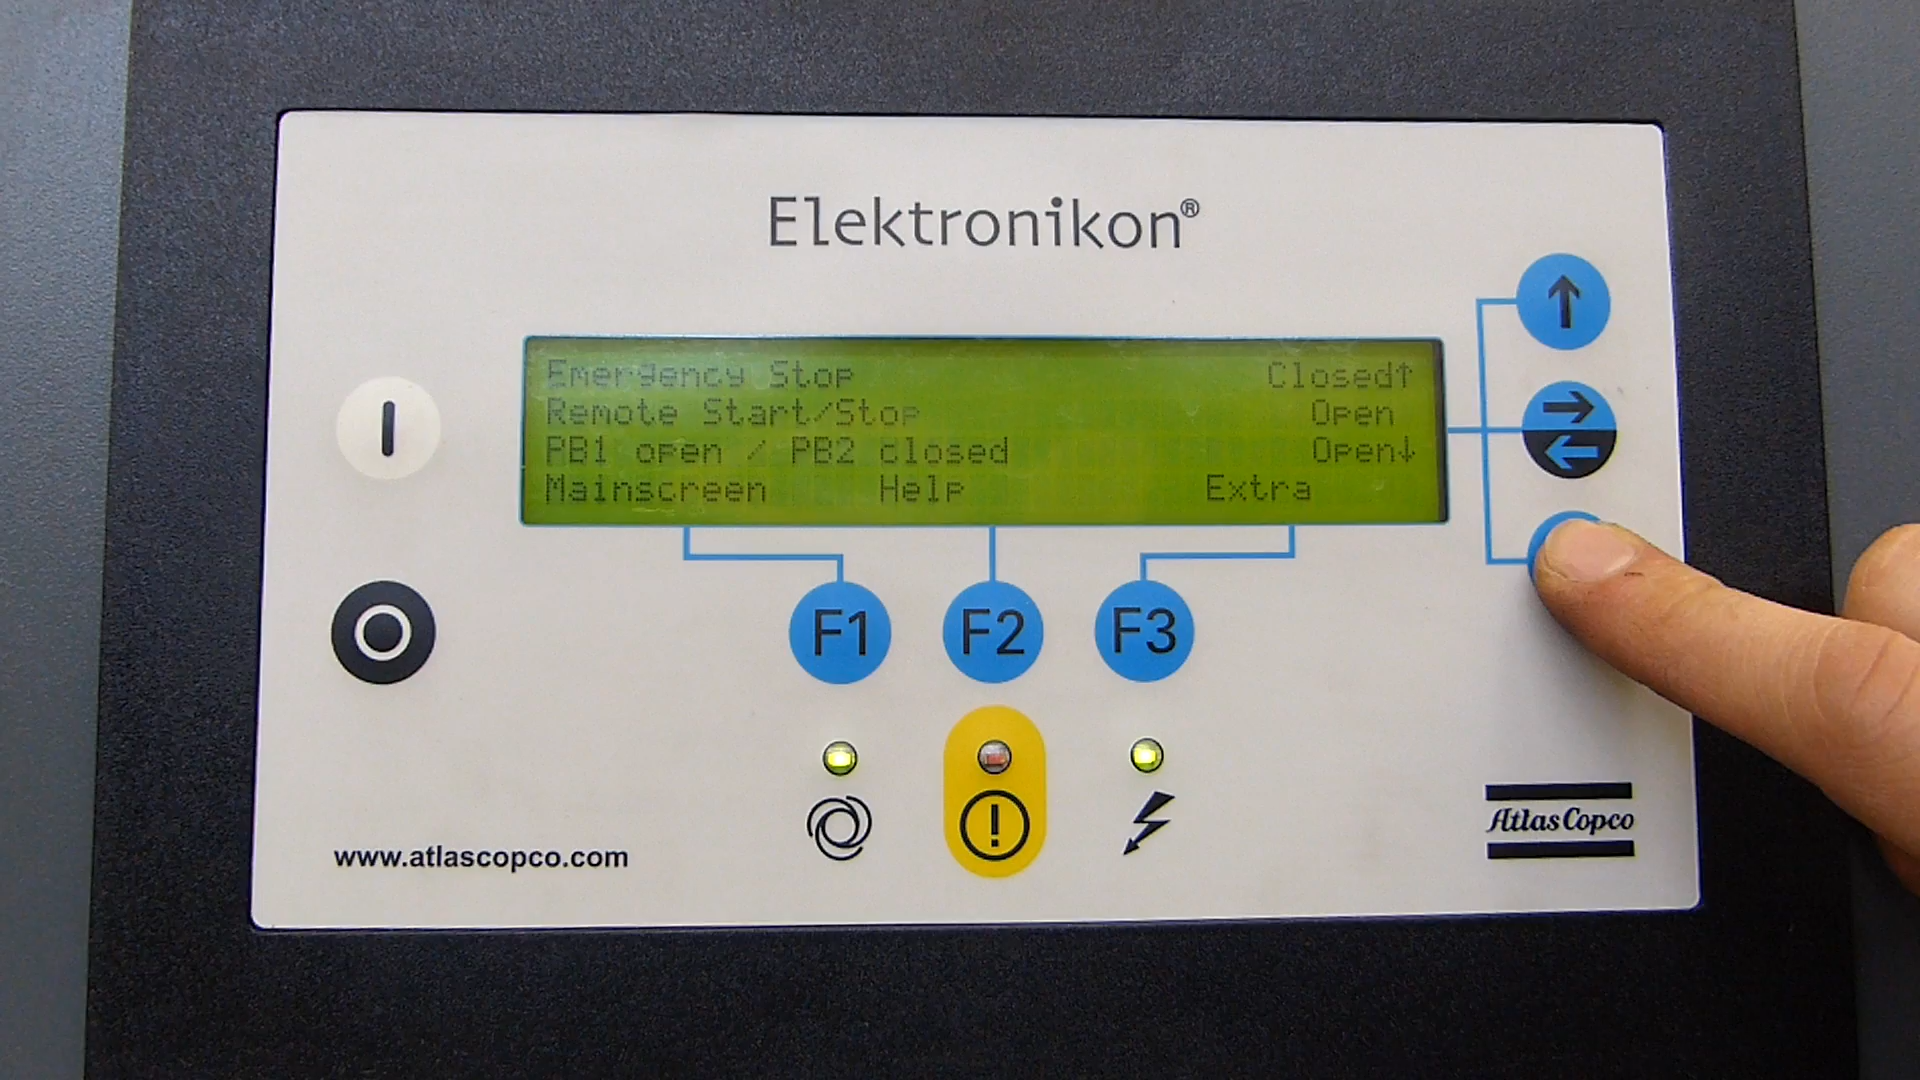 Elektronikon®
Emergency Stop Closed↑
Remote Start/Stop Open
PB1 open / PB2 closed Open↓
Mainscreen Help Extra
F1 F2 F3
www.atlascopco.com
Atlas Copco